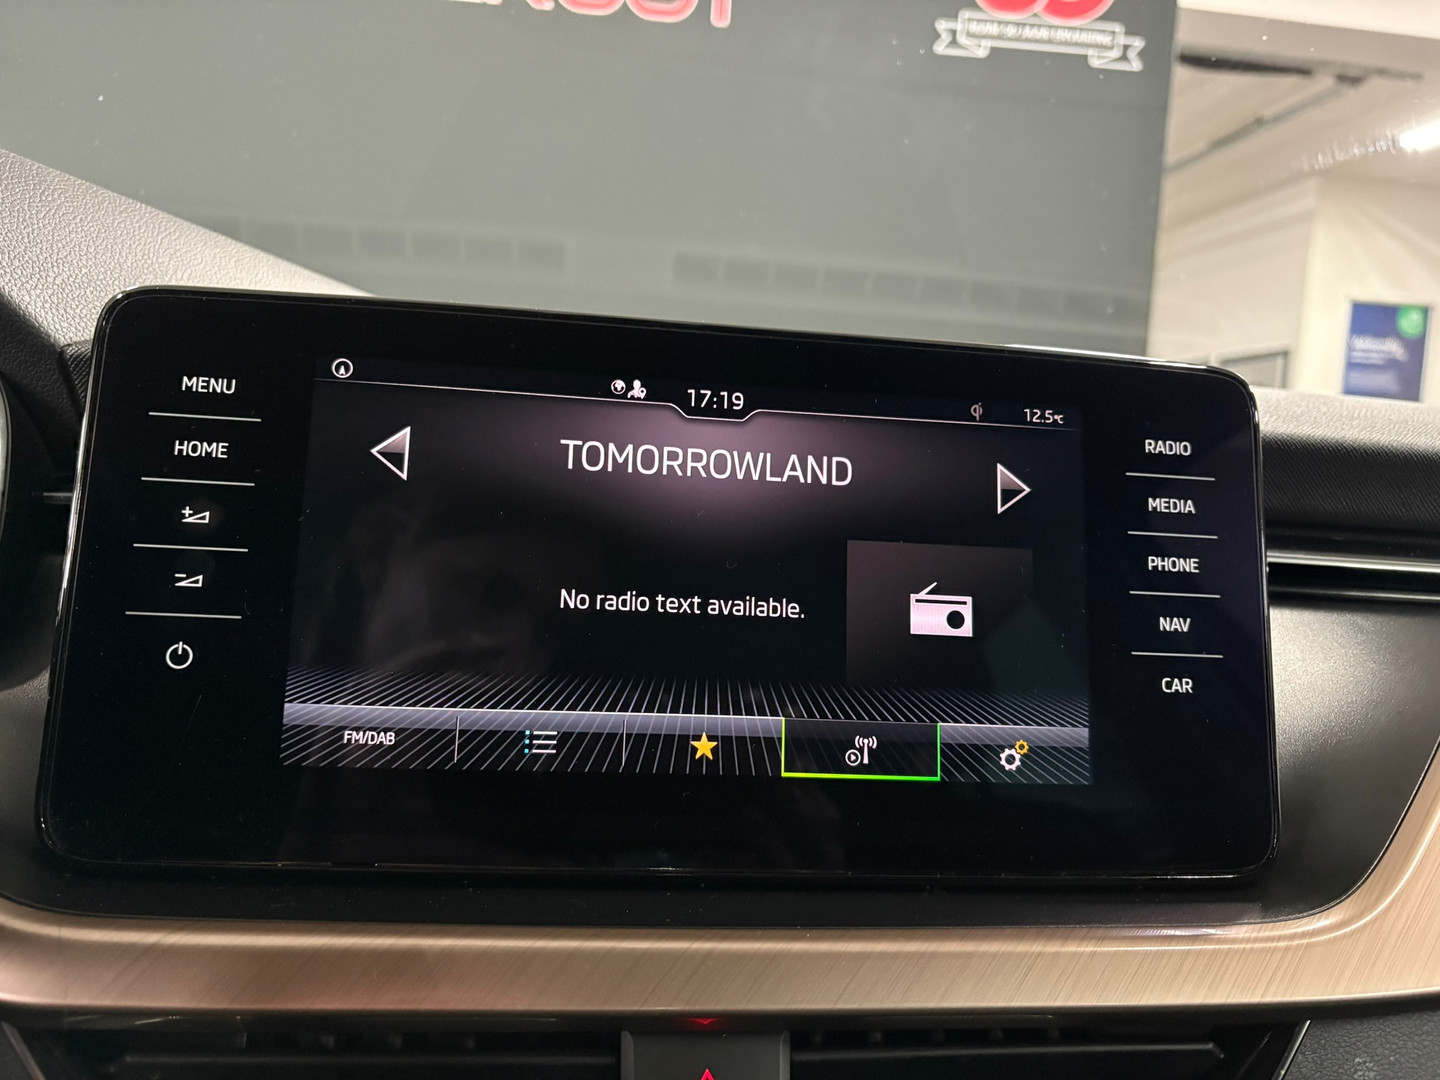 MENU
HOME
17:19
12.5°C
TOMORROWLAND
No radio text available.
FM/DAB
RADIO
MEDIA
PHONE
NAV
CAR